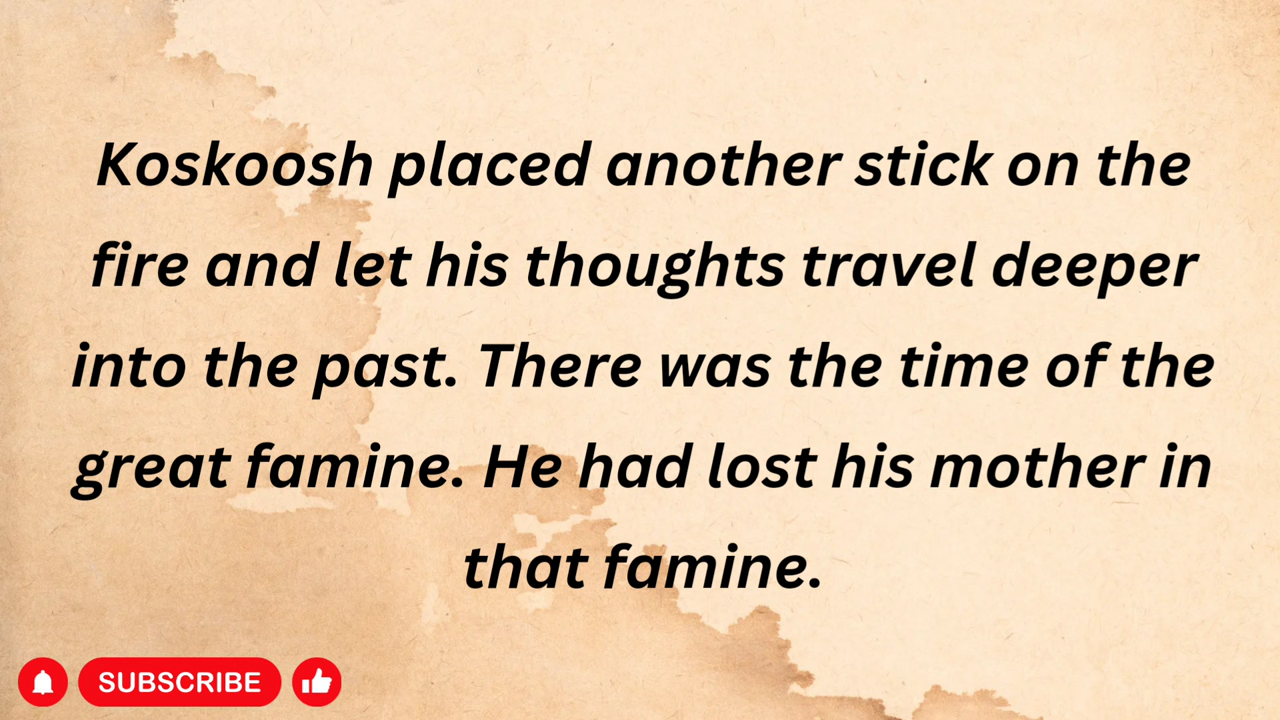 Koskoosh placed another stick on the
fire and let his thoughts travel deeper
into the past. There was the time of the
great famine. He had lost his mother in
that famine.
SUBSCRIBE